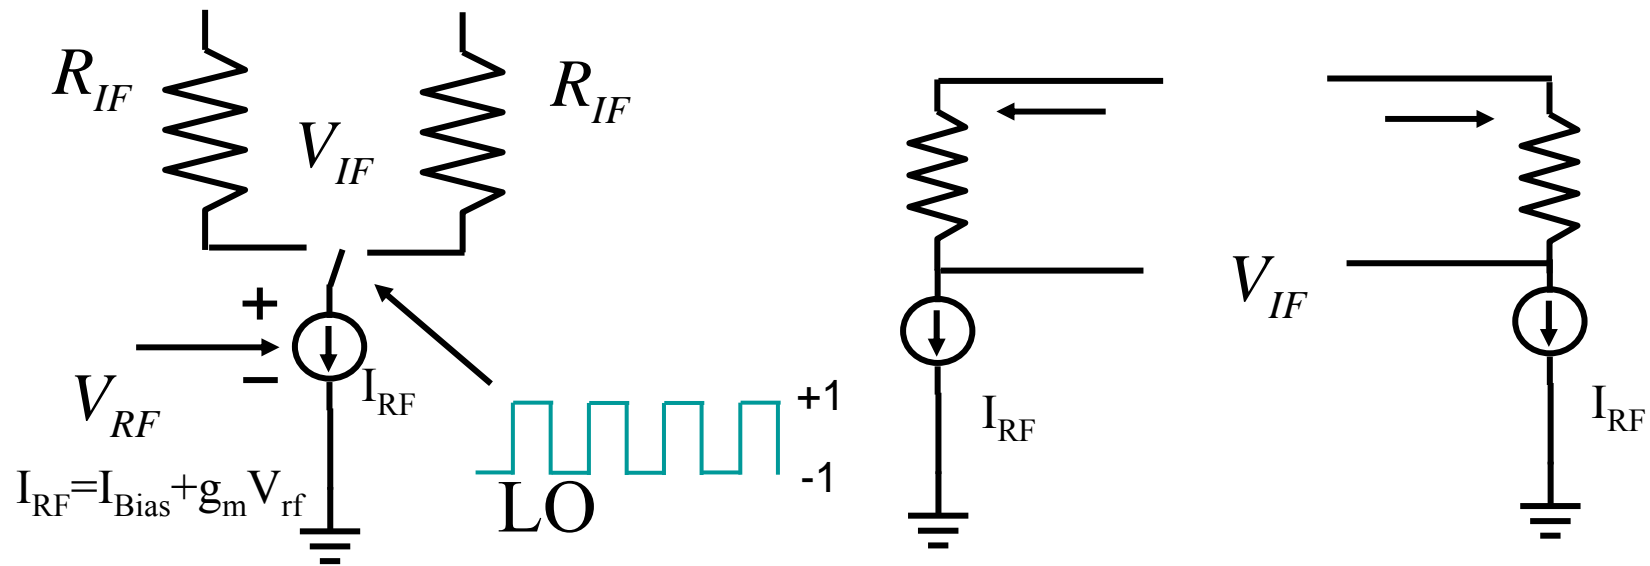 R_IF
V_IF
R_IF
+
−
V_RF
I_RF
I_RF=I_Bias+g_mV_rf
+1
-1
LO
I_RF
V_IF
I_RF